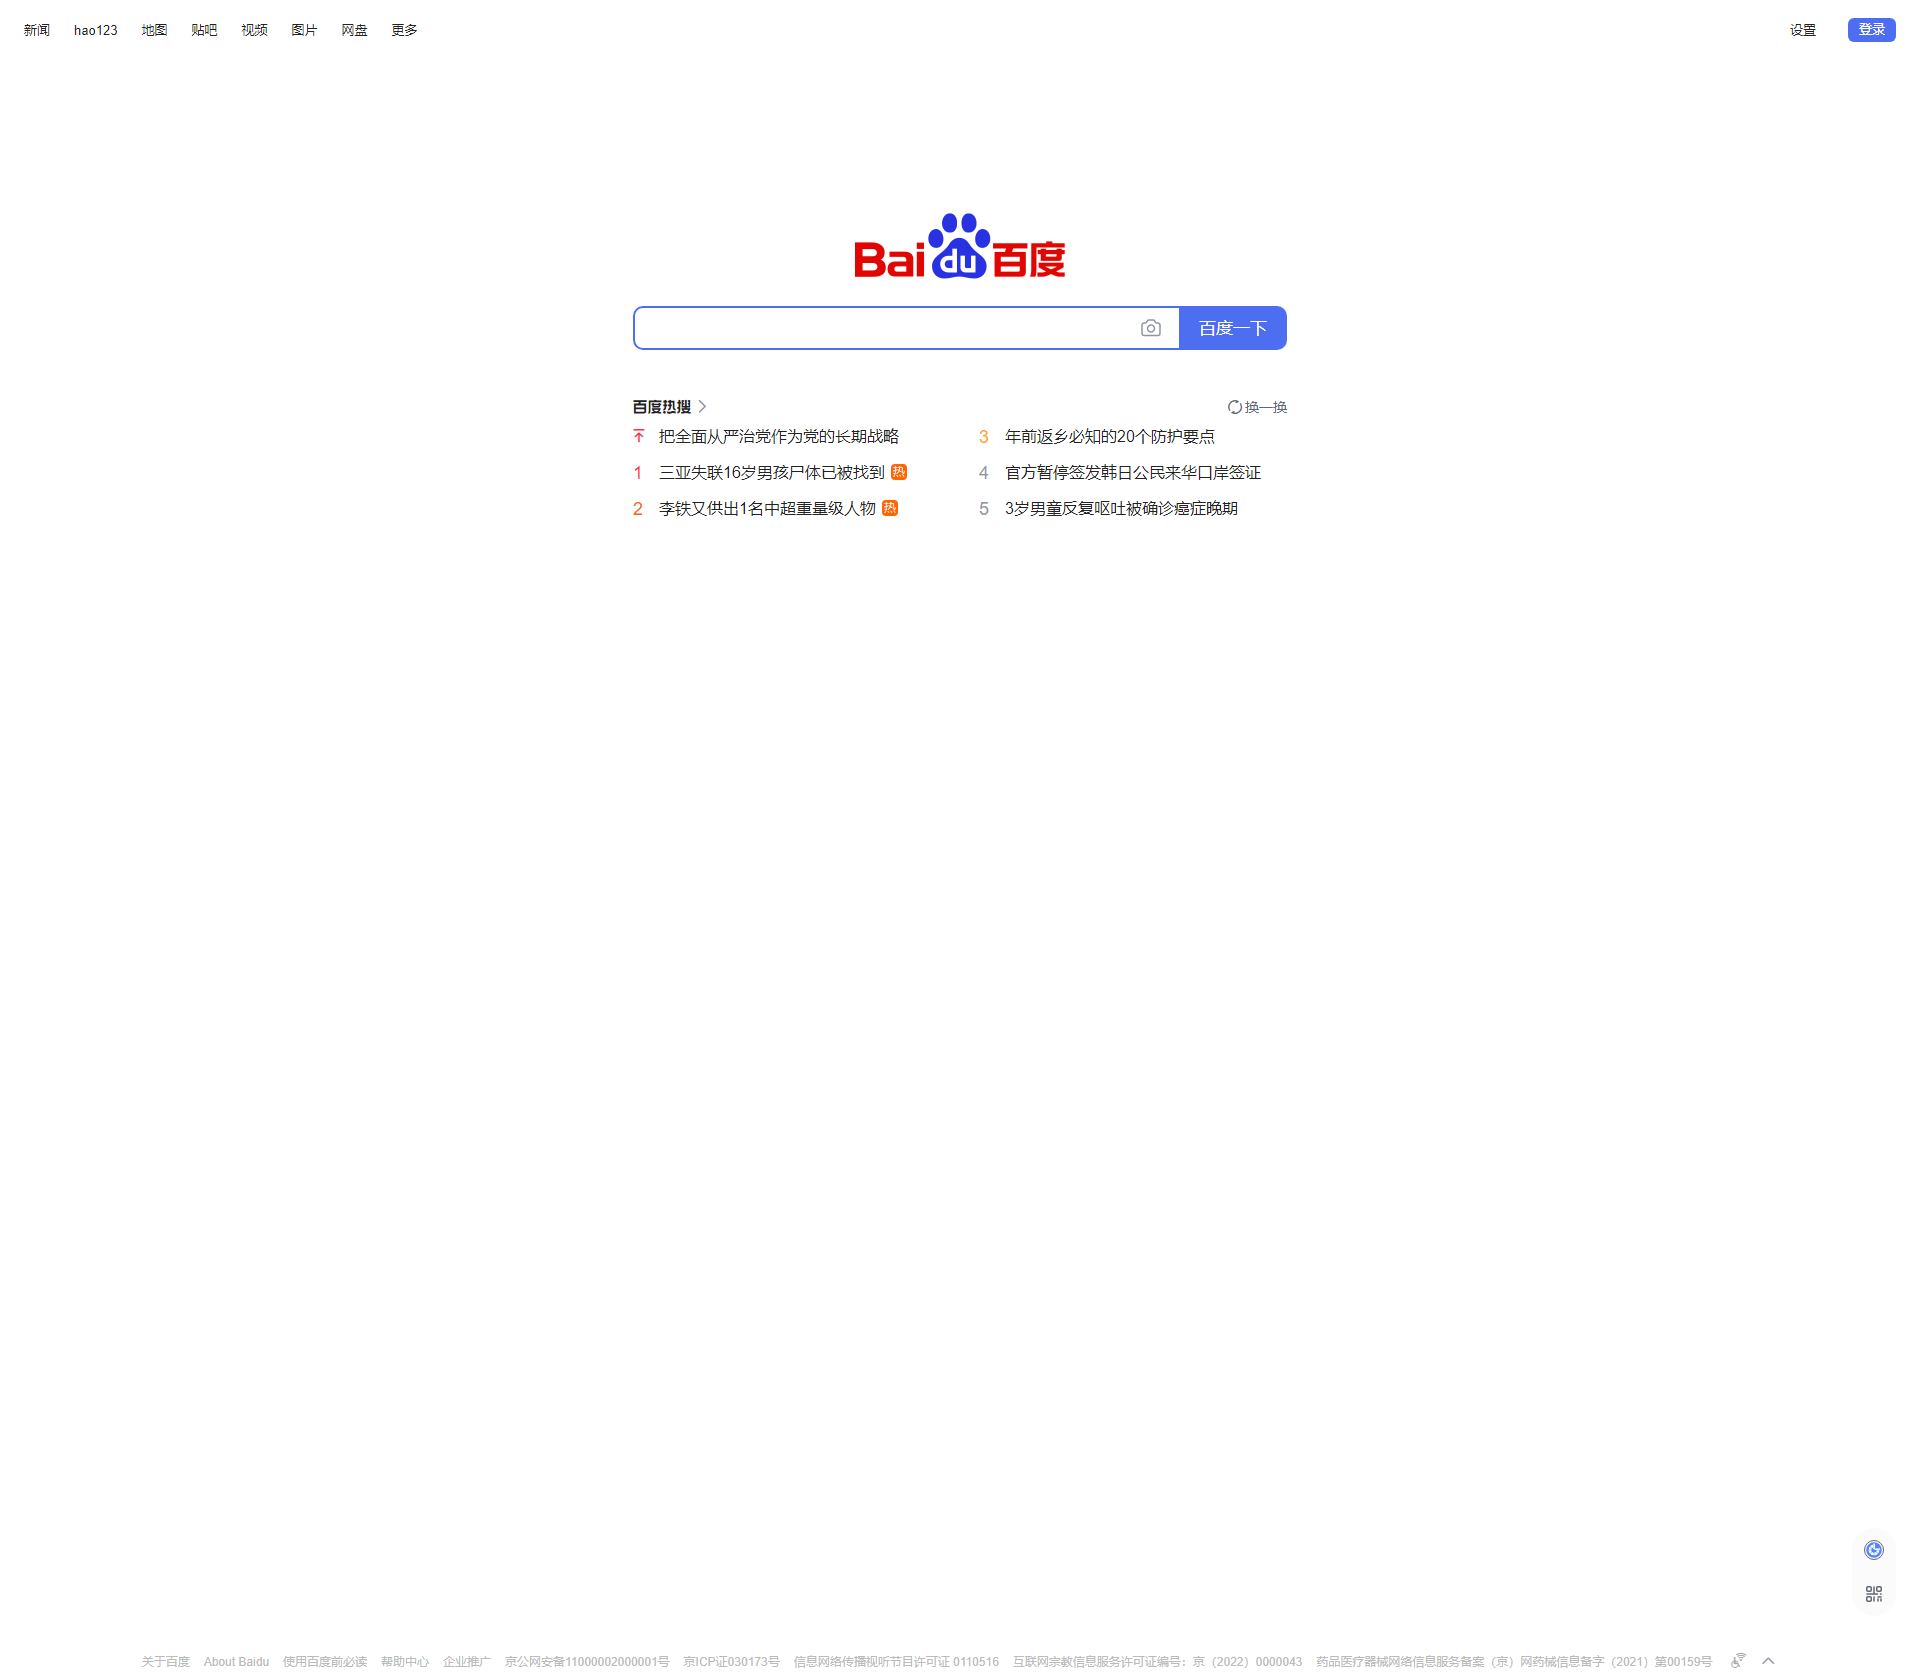 新闻 hao123 地图 贴吧 视频 图片 网盘 更多 设置 登录
Baidu百度
百度一下
百度热搜 换一换
把全面从严治党作为党的长期战略
1 三亚失联16岁男孩尸体已被找到 热
2 李铁又供出1名中超重量级人物 热
3 年前返乡必知的20个防护要点
4 官方暂停签发韩日公民来华口岸签证
5 3岁男童反复呕吐被确诊癌症晚期
关于百度 About Baidu 使用百度前必读 帮助中心 企业推广 京公网安备11000002000001号 京ICP证030173号 信息网络传播视听节目许可证 0110516 互联网宗教信息服务许可证编号：京（2022）0000043 药品医疗器械网络信息服务备案（京）网药械信息备字（2021）第00159号